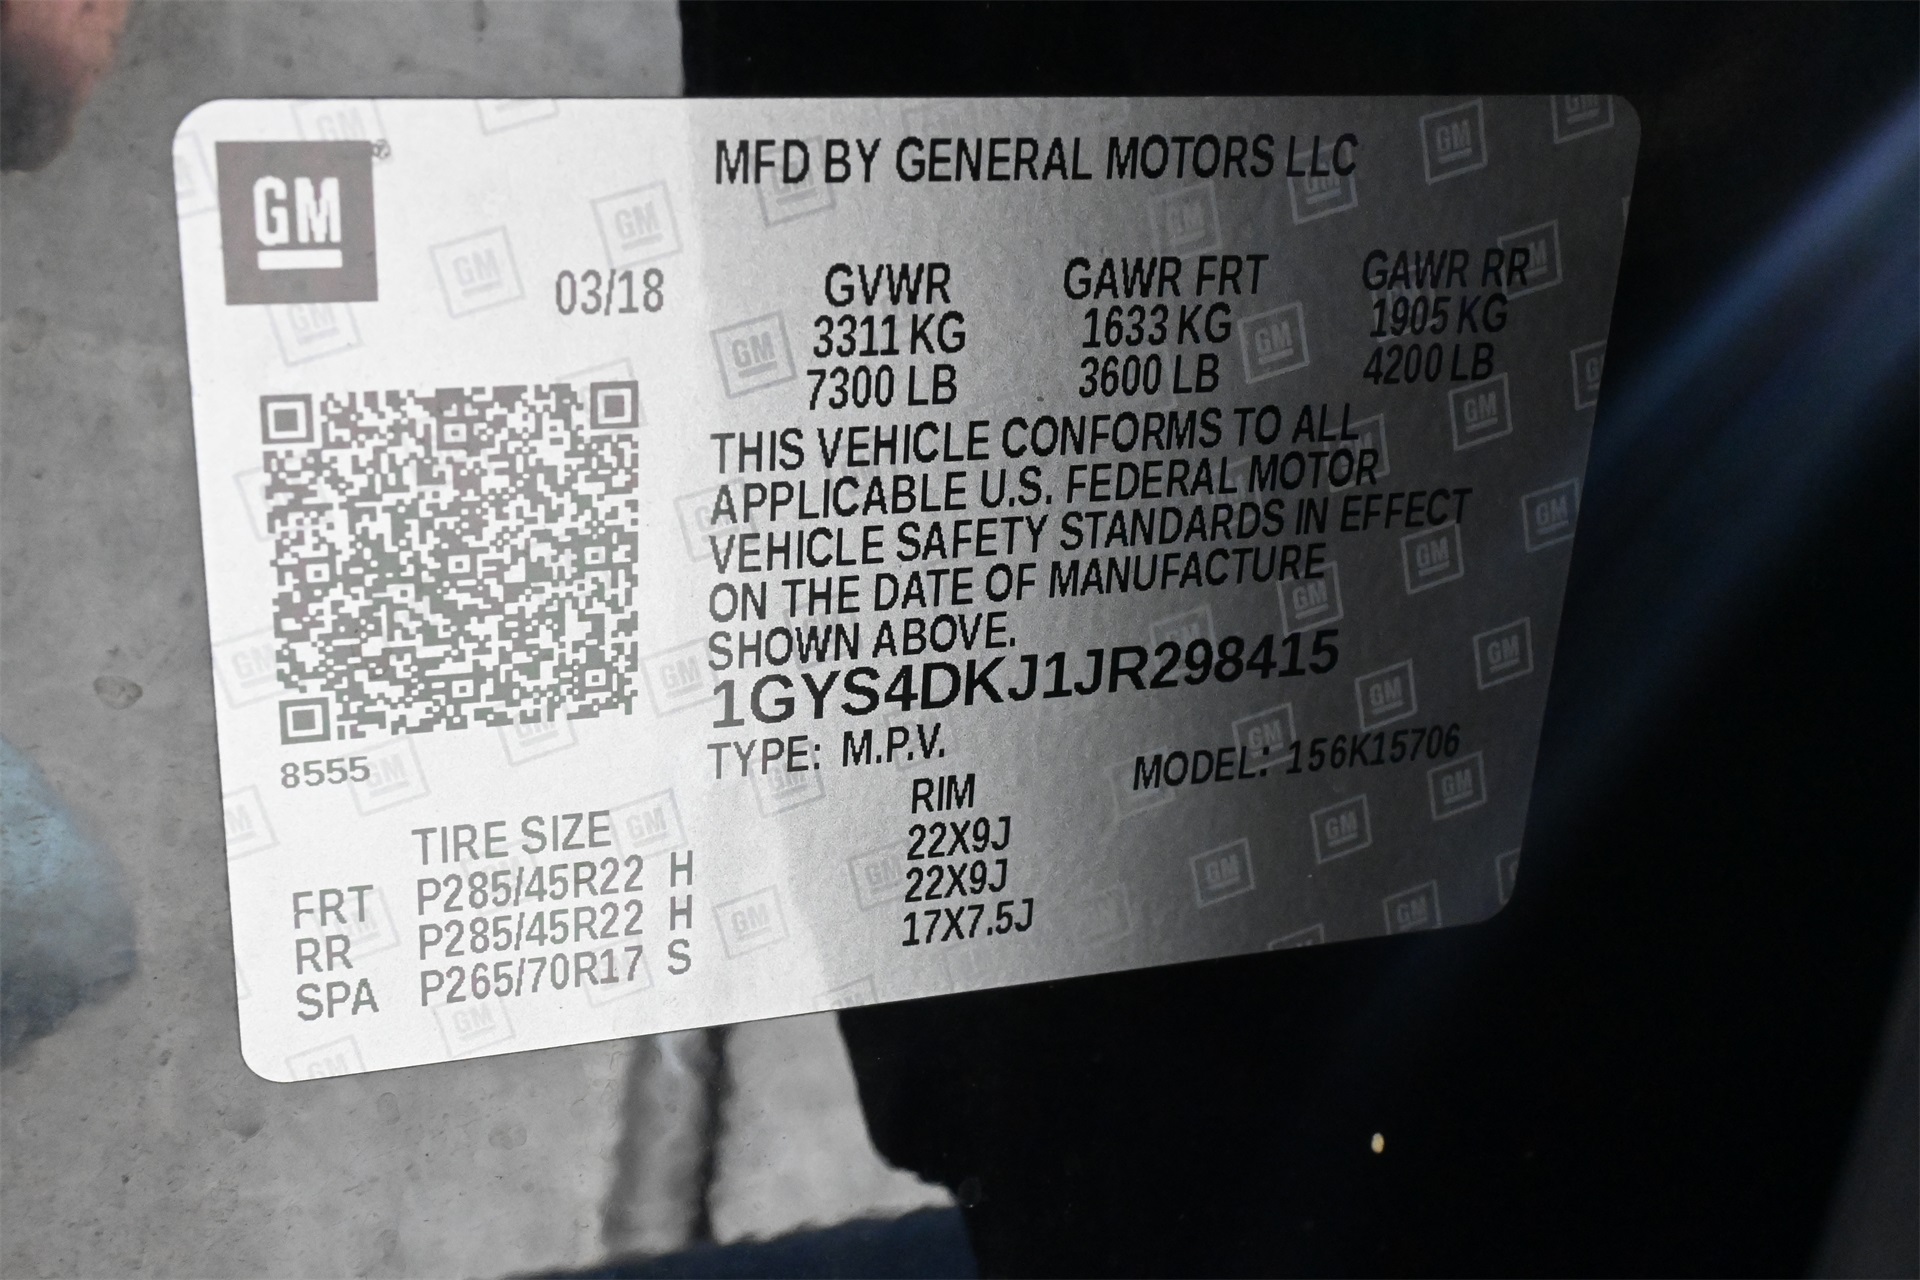 GM
MFD BY GENERAL MOTORS LLC
03/18
GVWR GAWR FRT GAWR RR
3311 KG 1633 KG 1905 KG
7300 LB 3600 LB 4200 LB
THIS VEHICLE CONFORMS TO ALL
APPLICABLE U.S. FEDERAL MOTOR
VEHICLE SAFETY STANDARDS IN EFFECT
ON THE DATE OF MANUFACTURE
SHOWN ABOVE.
1GYS4DKJ1JR298415
TYPE: M.P.V. MODEL: 156K15706
8555
TIRE SIZE RIM
FRT P285/45R22 H 22X9J
RR P285/45R22 H 22X9J
SPA P265/70R17 S 17X7.5J